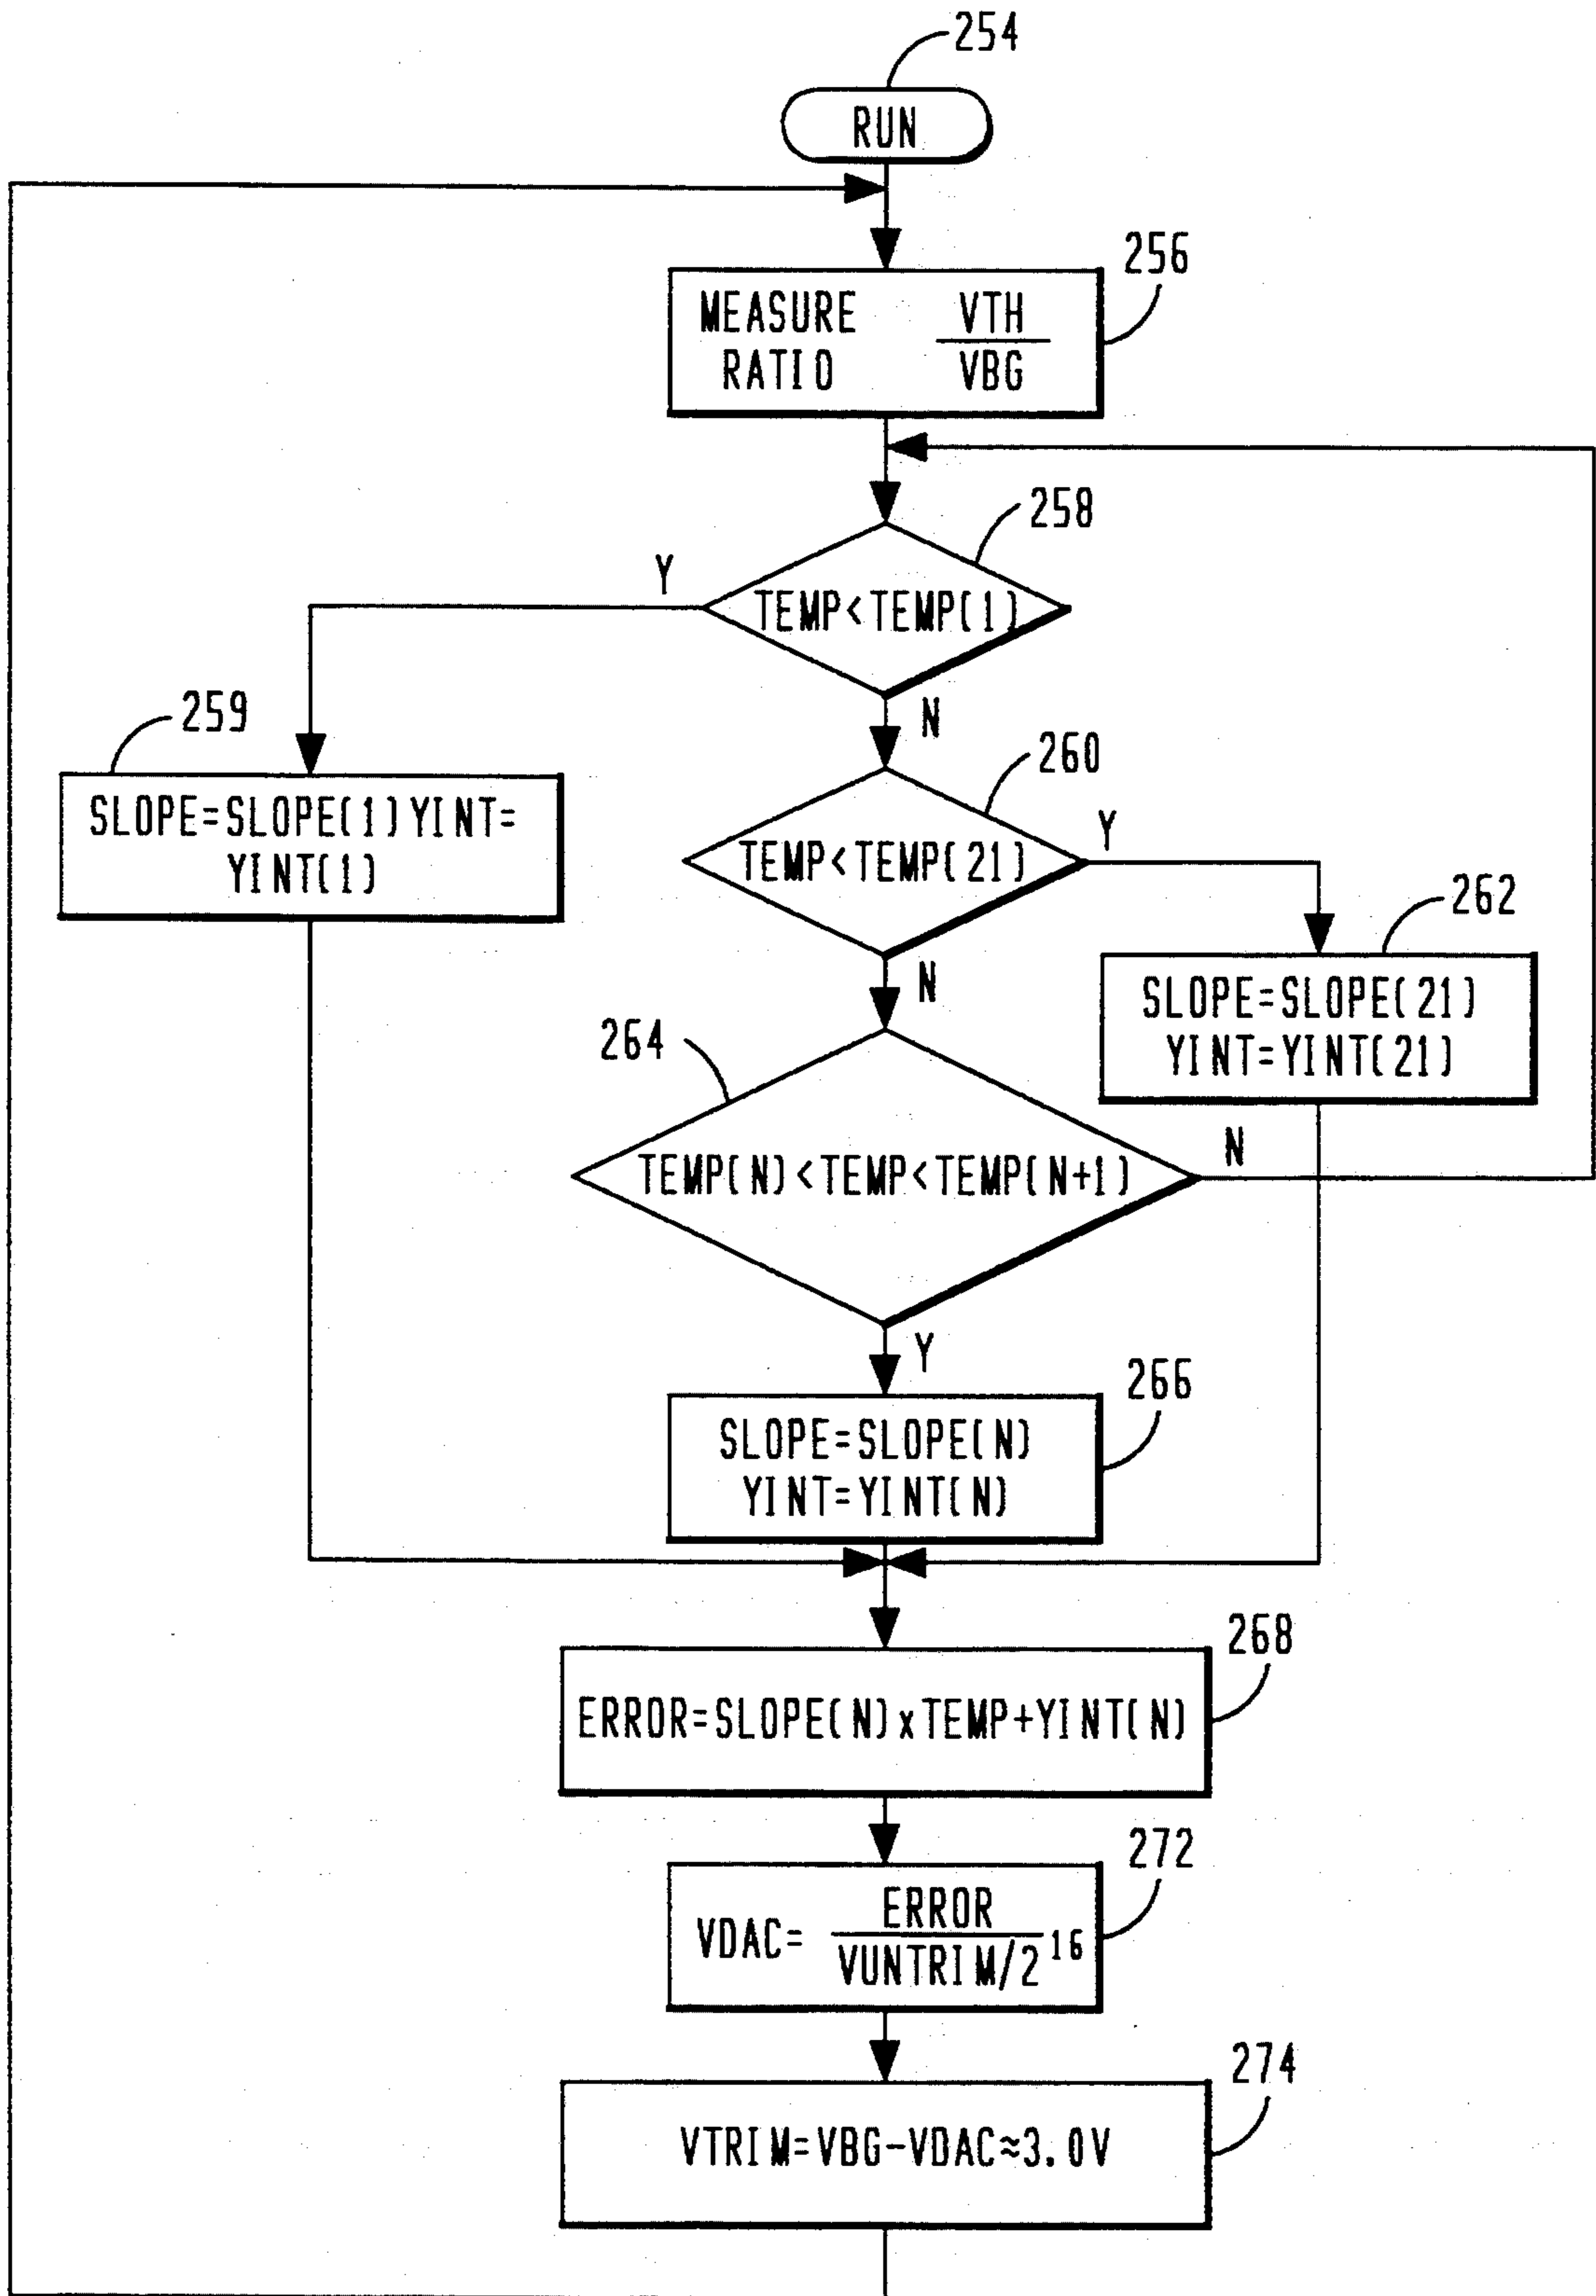 254
RUN
256
MEASURE RATIO VTH/VBG
258
TEMP<TEMP(1)
Y
N
259
SLOPE=SLOPE(1) YINT=
YINT(1)
260
TEMP<TEMP(21)
Y
N
262
SLOPE=SLOPE(21)
YINT=YINT(21)
264
TEMP(N)<TEMP<TEMP(N+1)
N
Y
266
SLOPE=SLOPE(N)
YINT=YINT(N)
268
ERROR=SLOPE(N)xTEMP+YINT(N)
272
VDAC= ERROR
VUNTRIM/2¹⁶
274
VTRIM=VBG-VDAC≈3.0V